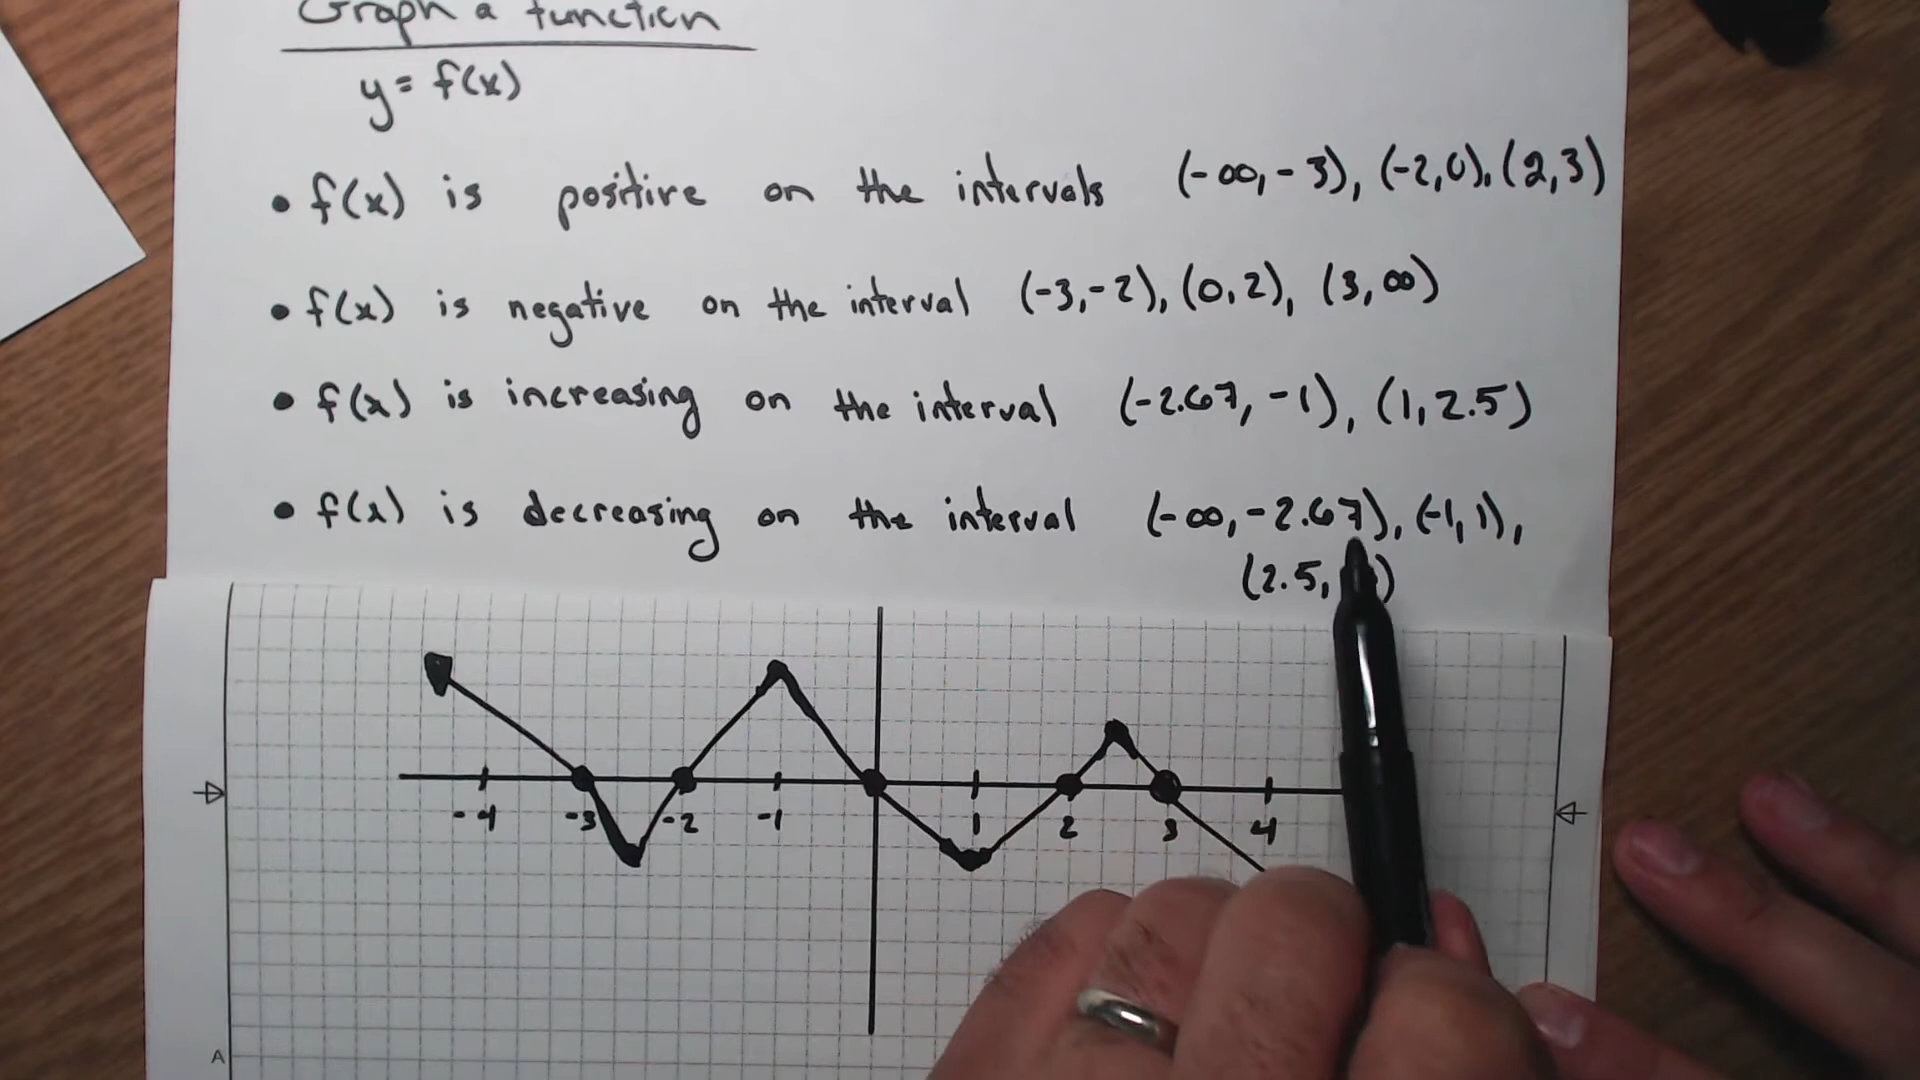 Graph a function
y = f(x)
• f(x) is positive on the intervals (-∞, -3), (-2,0), (2,3)
• f(x) is negative on the interval (-3,-2), (0,2), (3,∞)
• f(x) is increasing on the interval (-2.67, -1), (1, 2.5)
• f(x) is decreasing on the interval (-∞, -2.67), (-1, 1),
(2.5, )
-4 -3 -2 -1 1 2 3 4
A